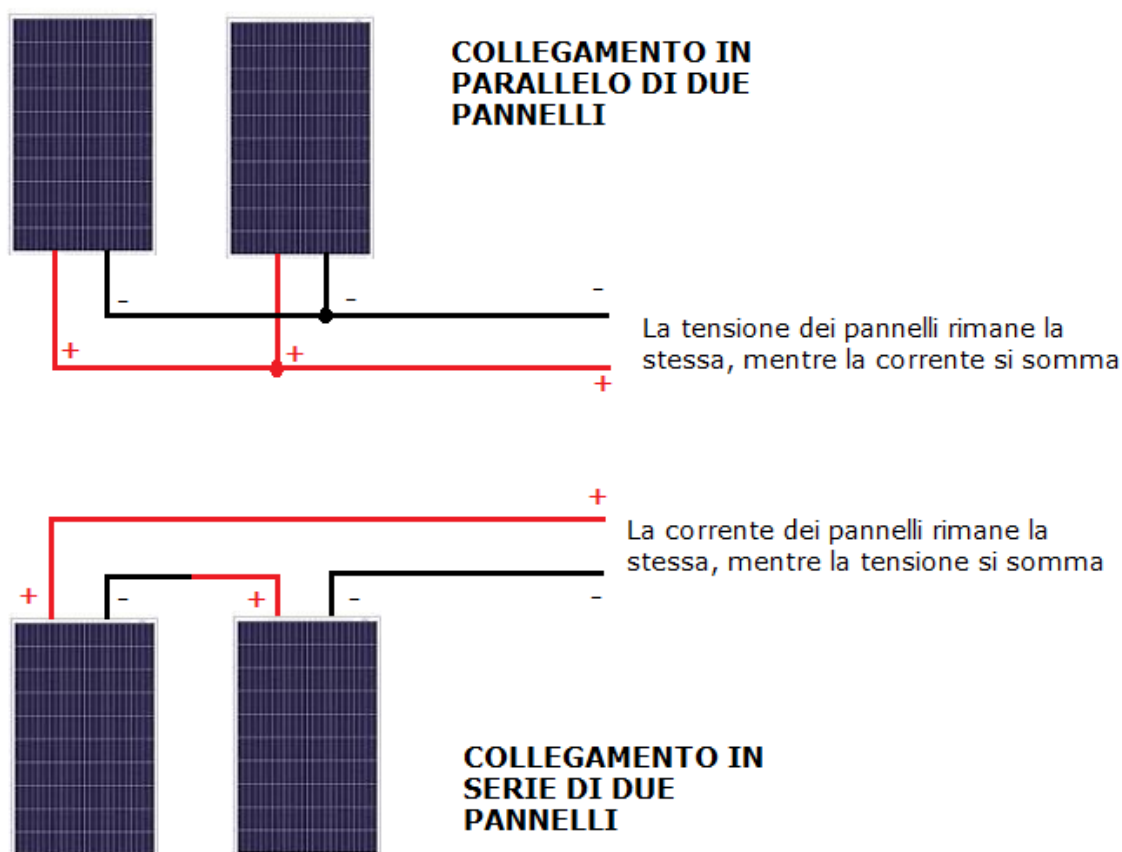 COLLEGAMENTO IN
PARALLELO DI DUE
PANNELLI
- - -
La tensione dei pannelli rimane la
stessa, mentre la corrente si somma
+ + +
+
La corrente dei pannelli rimane la
stessa, mentre la tensione si somma
+ - + - -
COLLEGAMENTO IN
SERIE DI DUE
PANNELLI